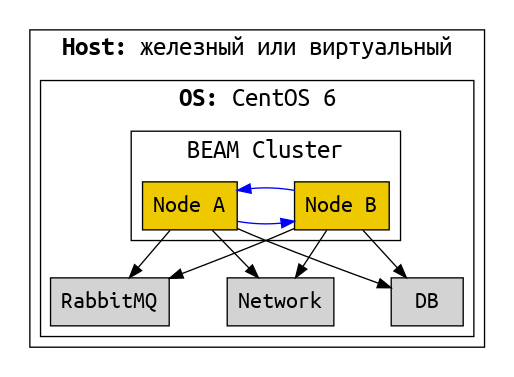 Host: железный или виртуальный
OS: CentOS 6
BEAM Cluster
Node A Node B
RabbitMQ Network DB